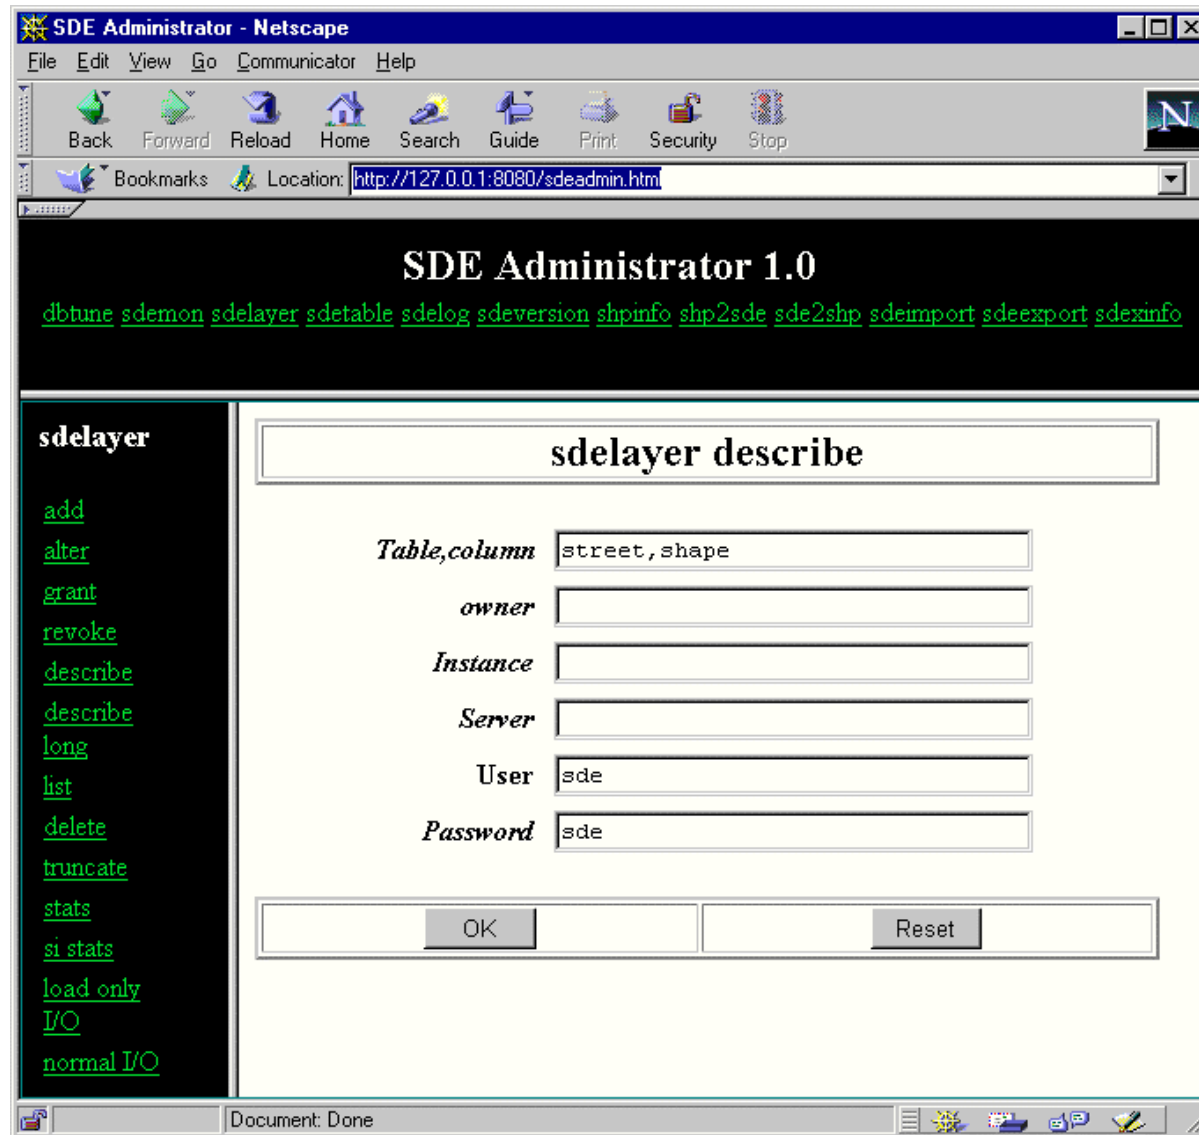 SDE Administrator - Netscape
File Edit View Go Communicator Help
Back Forward Reload Home Search Guide Print Security Stop
N
Bookmarks Location: http://127.0.0.1:8080/sdeadmin.html
SDE Administrator 1.0
dbtune sdemon sdelayer sdetable sdelog sdeversion shpinfo shp2sde sde2shp sdeimport sdeexport sdexinfo
sdelayer
add
alter
grant
revoke
describe
describe
long
list
delete
truncate
stats
si stats
load only
I/O
normal I/O
sdelayer describe
Table,column street,shape
owner
Instance
Server
User sde
Password sde
OK Reset
Document: Done